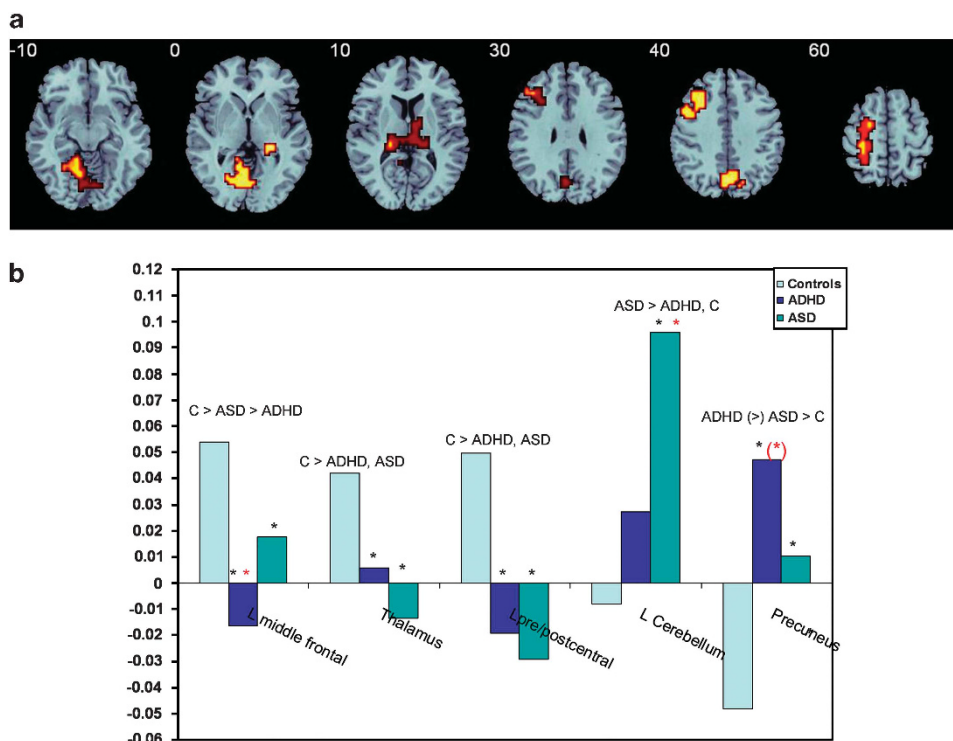 a
-10 0 10 30 40 60
b
0.12
0.11
0.1
0.09
0.08
0.07
0.06
0.05
0.04
0.03
0.02
0.01
0
-0.01
-0.02
-0.03
-0.04
-0.05
-0.06
Controls
ADHD
ASD
C > ASD > ADHD
* *
*
C > ADHD, ASD
*
*
C > ADHD, ASD
*
*
ASD > ADHD, C
* *
ADHD (>) ASD > C
* (*)
*
L middle frontal
Thalamus
Lpre/postcentral
L Cerebellum
Precuneus